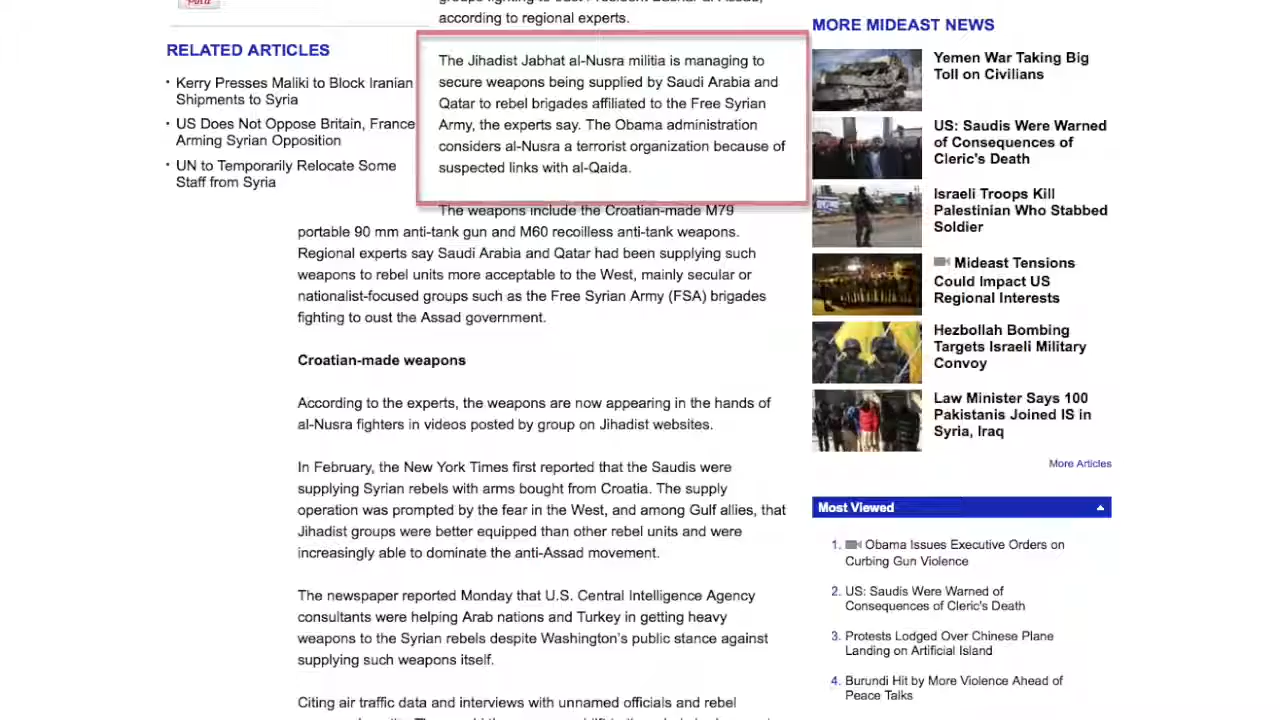 Pin it
according to regional experts.
RELATED ARTICLES
• Kerry Presses Maliki to Block Iranian
Shipments to Syria
• US Does Not Oppose Britain, France
Arming Syrian Opposition
• UN to Temporarily Relocate Some
Staff from Syria
The Jihadist Jabhat al-Nusra militia is managing to
secure weapons being supplied by Saudi Arabia and
Qatar to rebel brigades affiliated to the Free Syrian
Army, the experts say. The Obama administration
considers al-Nusra a terrorist organization because of
suspected links with al-Qaida.
The weapons include the Croatian-made M79
portable 90 mm anti-tank gun and M60 recoilless anti-tank weapons.
Regional experts say Saudi Arabia and Qatar had been supplying such
weapons to rebel units more acceptable to the West, mainly secular or
nationalist-focused groups such as the Free Syrian Army (FSA) brigades
fighting to oust the Assad government.
Croatian-made weapons
According to the experts, the weapons are now appearing in the hands of
al-Nusra fighters in videos posted by group on Jihadist websites.
In February, the New York Times first reported that the Saudis were
supplying Syrian rebels with arms bought from Croatia. The supply
operation was prompted by the fear in the West, and among Gulf allies, that
Jihadist groups were better equipped than other rebel units and were
increasingly able to dominate the anti-Assad movement.
The newspaper reported Monday that U.S. Central Intelligence Agency
consultants were helping Arab nations and Turkey in getting heavy
weapons to the Syrian rebels despite Washington's public stance against
supplying such weapons itself.
Citing air traffic data and interviews with unnamed officials and rebel
MORE MIDEAST NEWS
Yemen War Taking Big
Toll on Civilians
US: Saudis Were Warned
of Consequences of
Cleric's Death
Israeli Troops Kill
Palestinian Who Stabbed
Soldier
Mideast Tensions
Could Impact US
Regional Interests
Hezbollah Bombing
Targets Israeli Military
Convoy
Law Minister Says 100
Pakistanis Joined IS in
Syria, Iraq
More Articles
Most Viewed
1. Obama Issues Executive Orders on
Curbing Gun Violence
2. US: Saudis Were Warned of
Consequences of Cleric's Death
3. Protests Lodged Over Chinese Plane
Landing on Artificial Island
4. Burundi Hit by More Violence Ahead of
Peace Talks